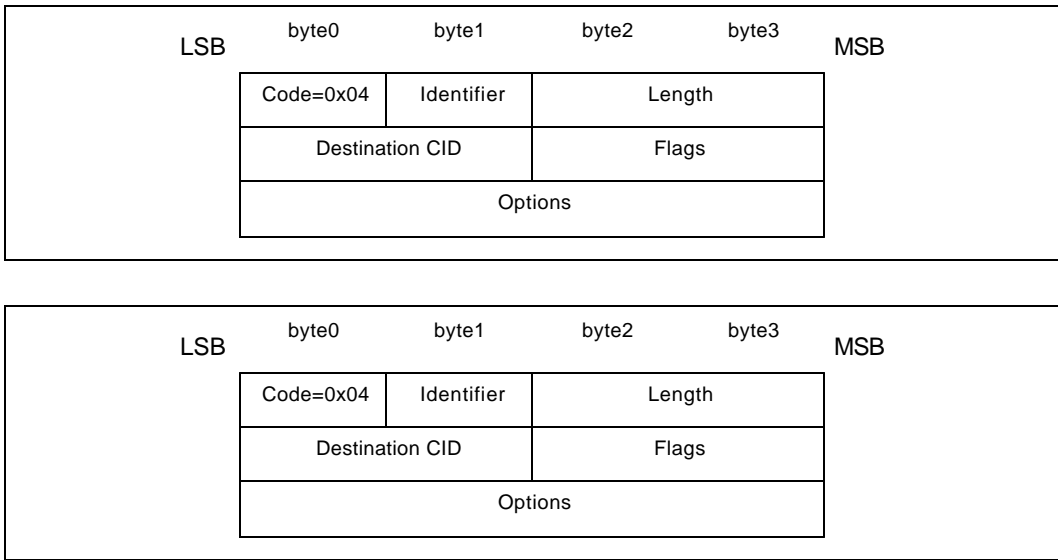 byte0 byte1 byte2 byte3
LSB MSB
Code=0x04 Identifier Length
Destination CID Flags
Options
byte0 byte1 byte2 byte3
LSB MSB
Code=0x04 Identifier Length
Destination CID Flags
Options